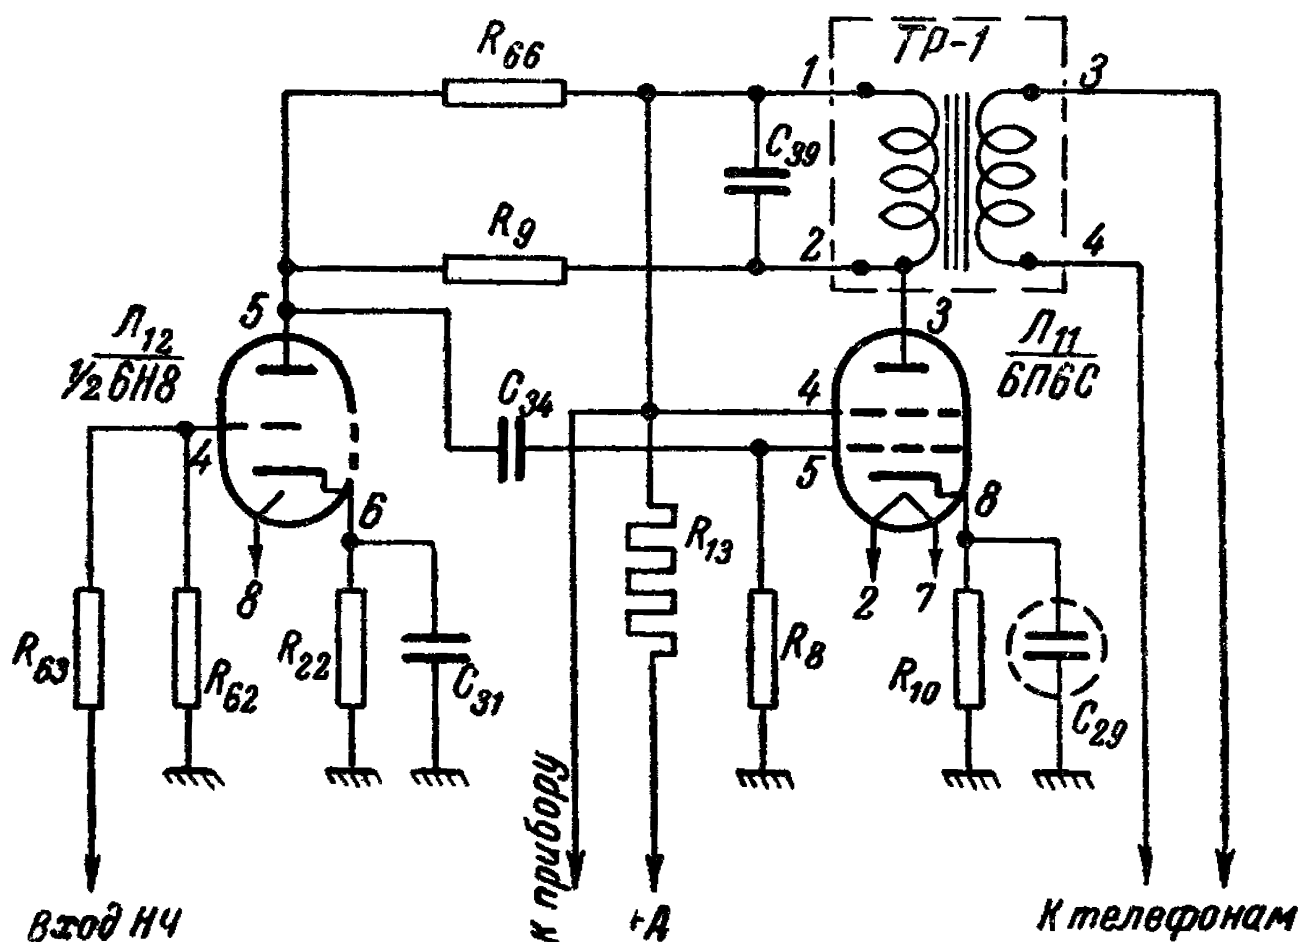 ТР-1
R66
1
3
C39
R9
2
4
5
3
Л12
1/2 6Н8
Л11
6П6С
C34
4
4
5
6
8
8
R13
2
7
R63
R62
R22
C31
R8
R10
C29
К прибору
Вход НЧ
+А
К телефонам